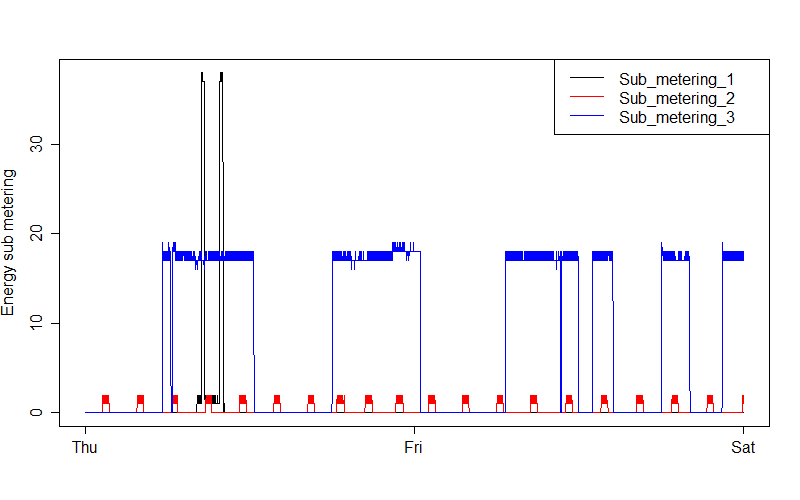 Sub_metering_1
Sub_metering_2
Sub_metering_3
Energy sub metering
30
20
10
0
Thu
Fri
Sat